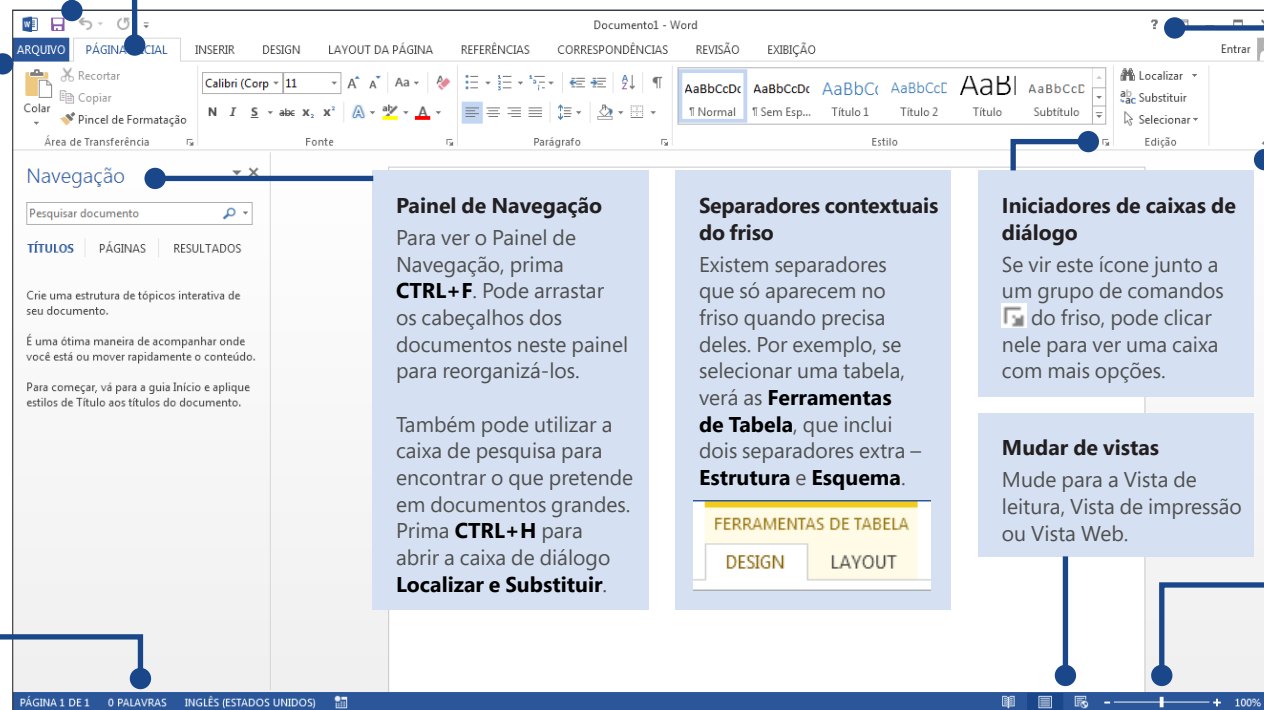 Documento1 - Word
ARQUIVO PÁGINA INICIAL INSERIR DESIGN LAYOUT DA PÁGINA REFERÊNCIAS CORRESPONDÊNCIAS REVISÃO EXIBIÇÃO Entrar
Colar
Recortar
Copiar
Pincel de Formatação
Área de Transferência
Calibri (Corp 11
N I S abc x₂ x²
Fonte
Parágrafo
AaBbCcDc AaBbCcDc AaBbCc AaBbCcD AaBl AaBbCcD
¶ Normal ¶ Sem Esp... Título 1 Título 2 Título Subtítulo
Estilo
Localizar
Substituir
Selecionar
Edição
Navegação
Pesquisar documento
TÍTULOS PÁGINAS RESULTADOS
Crie uma estrutura de tópicos interativa de
seu documento.
É uma ótima maneira de acompanhar onde
você está ou mover rapidamente o conteúdo.
Para começar, vá para a guia Início e aplique
estilos de Título aos títulos do documento.
Painel de Navegação
Para ver o Painel de
Navegação, prima
CTRL+F. Pode arrastar
os cabeçalhos dos
documentos neste painel
para reorganizá-los.
Também pode utilizar a
caixa de pesquisa para
encontrar o que pretende
em documentos grandes.
Prima CTRL+H para
abrir a caixa de diálogo
Localizar e Substituir.
Separadores contextuais
do friso
Existem separadores
que só aparecem no
friso quando precisa
deles. Por exemplo, se
selecionar uma tabela,
verá as Ferramentas
de Tabela, que inclui
dois separadores extra –
Estrutura e Esquema.
FERRAMENTAS DE TABELA
DESIGN LAYOUT
Iniciadores de caixas de
diálogo
Se vir este ícone junto a
um grupo de comandos
do friso, pode clicar
nele para ver uma caixa
com mais opções.
Mudar de vistas
Mude para a Vista de
leitura, Vista de impressão
ou Vista Web.
PÁGINA 1 DE 1 0 PALAVRAS INGLÊS (ESTADOS UNIDOS) 100%